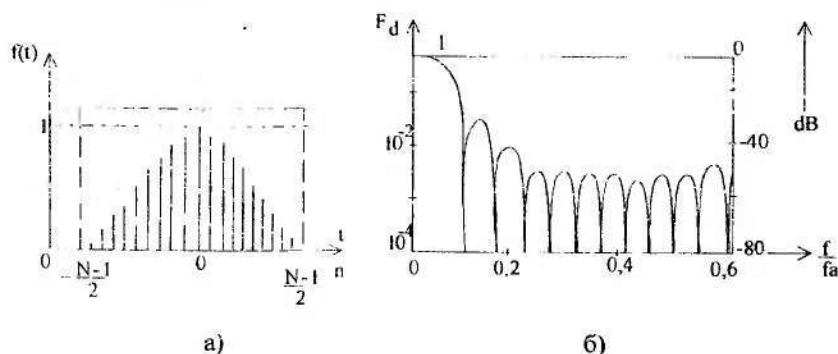 f(t)
1
0
-N-1
2
0
N-1
2
t
n
а)
F_d
1
10^-2
10^-4
0
0,2
0,4
0,6
f
fa
0
-40
-80
dB
б)